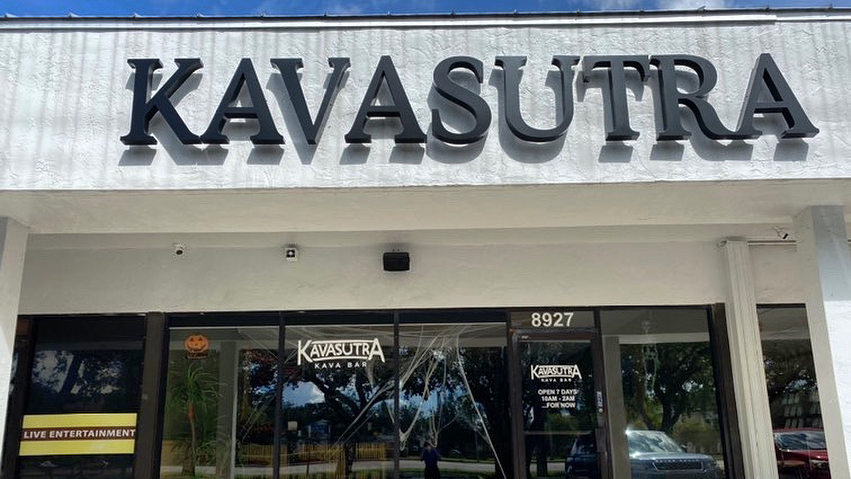 KAVASUTRA
8927
KAVASUTRA
KAVA BAR
KAVASUTRA
KAVA BAR
OPEN 7 DAYS
10AM - 2AM
...FOR NOW
LIVE ENTERTAINMENT